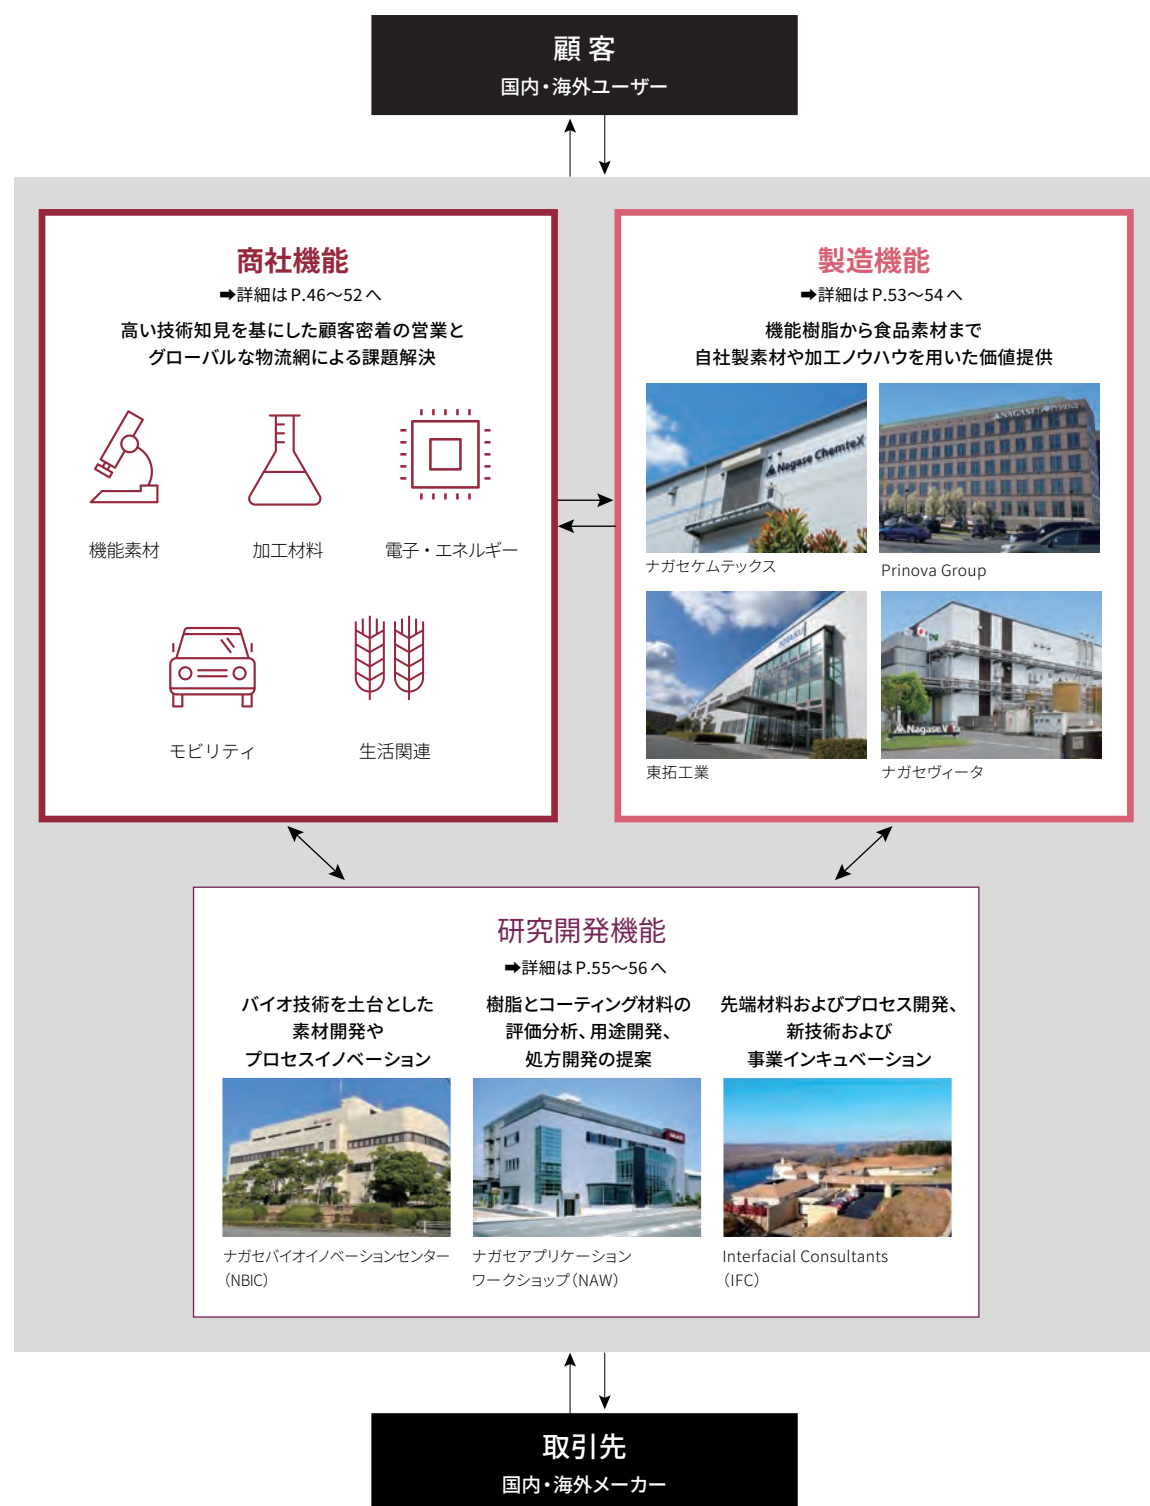 顧 客
国内・海外ユーザー
商社機能
➡詳細は P.46〜52 へ
高い技術知見を基にした顧客密着の営業と
グローバルな物流網による課題解決
機能素材
加工材料
電子・エネルギー
モビリティ
生活関連
製造機能
➡詳細は P.53〜54 へ
機能樹脂から食品素材まで
自社製素材や加工ノウハウを用いた価値提供
Nagase ChemteX
NAGASE Prinova
ナガセケムテックス
Prinova Group
TOTAKU
Nagase Viita
東拓工業
ナガセヴィータ
研究開発機能
➡詳細は P.55〜56 へ
バイオ技術を土台とした
素材開発や
プロセスイノベーション
樹脂とコーティング材料の
評価分析、用途開発、
処方開発の提案
先端材料およびプロセス開発、
新技術および
事業インキュベーション
ナガセバイオイノベーションセンター
（NBIC）
ナガセアプリケーション
ワークショップ（NAW）
Interfacial Consultants
（IFC）
取引先
国内・海外メーカー